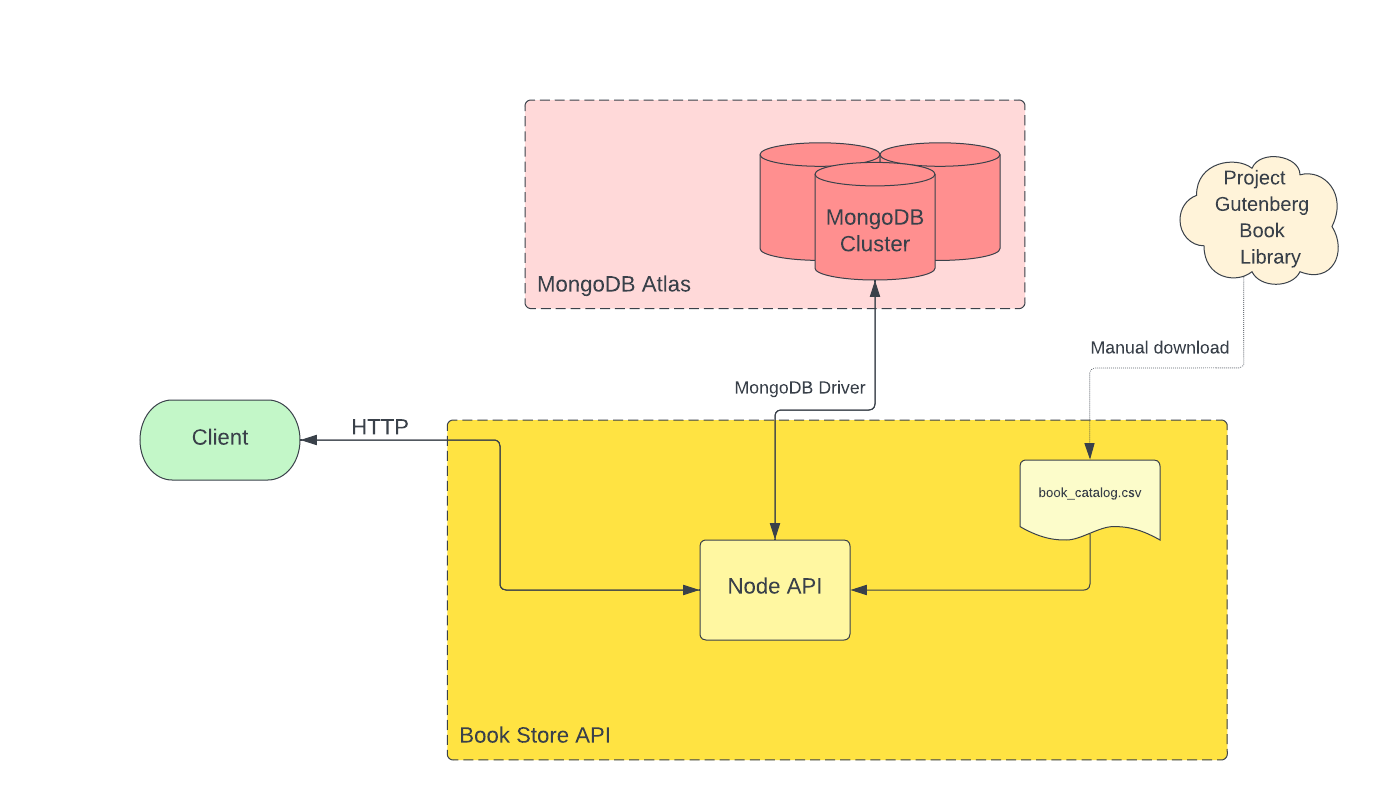 Project
Gutenberg
Book
Library
MongoDB
Cluster
MongoDB Atlas
Manual download
MongoDB Driver
Client
HTTP
book_catalog.csv
Node API
Book Store API